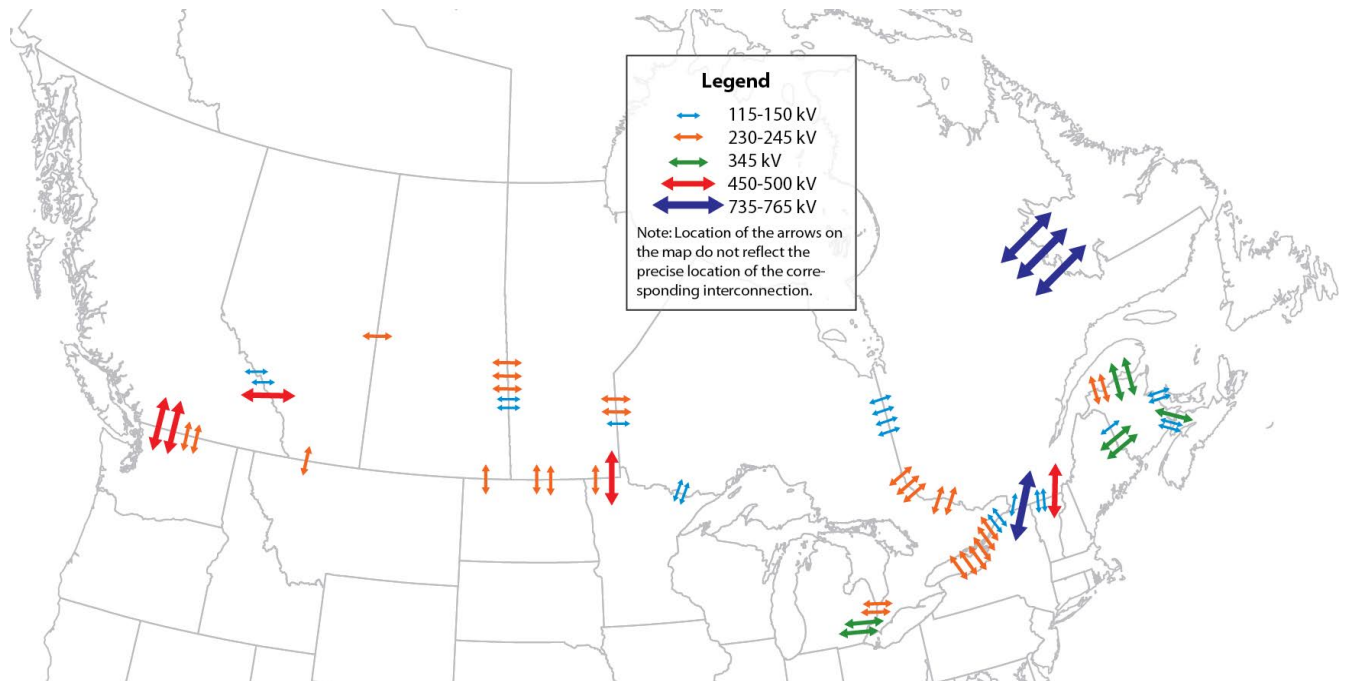 Legend
115-150 kV
230-245 kV
345 kV
450-500 kV
735-765 kV
Note: Location of the arrows on
the map do not reflect the
precise location of the corre-
sponding interconnection.